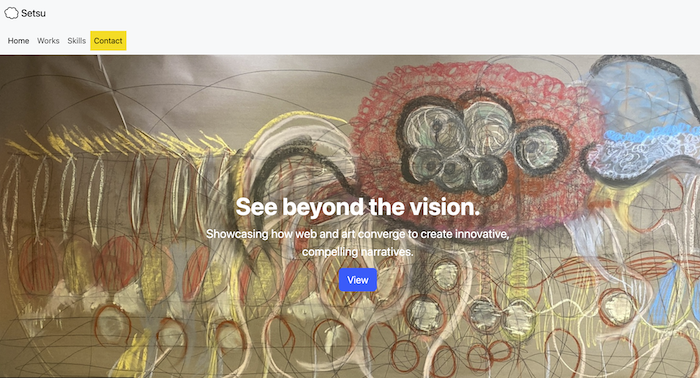 Setsu
Home Works Skills Contact
See beyond the vision.
Showcasing how web and art converge to create innovative,
compelling narratives.
View